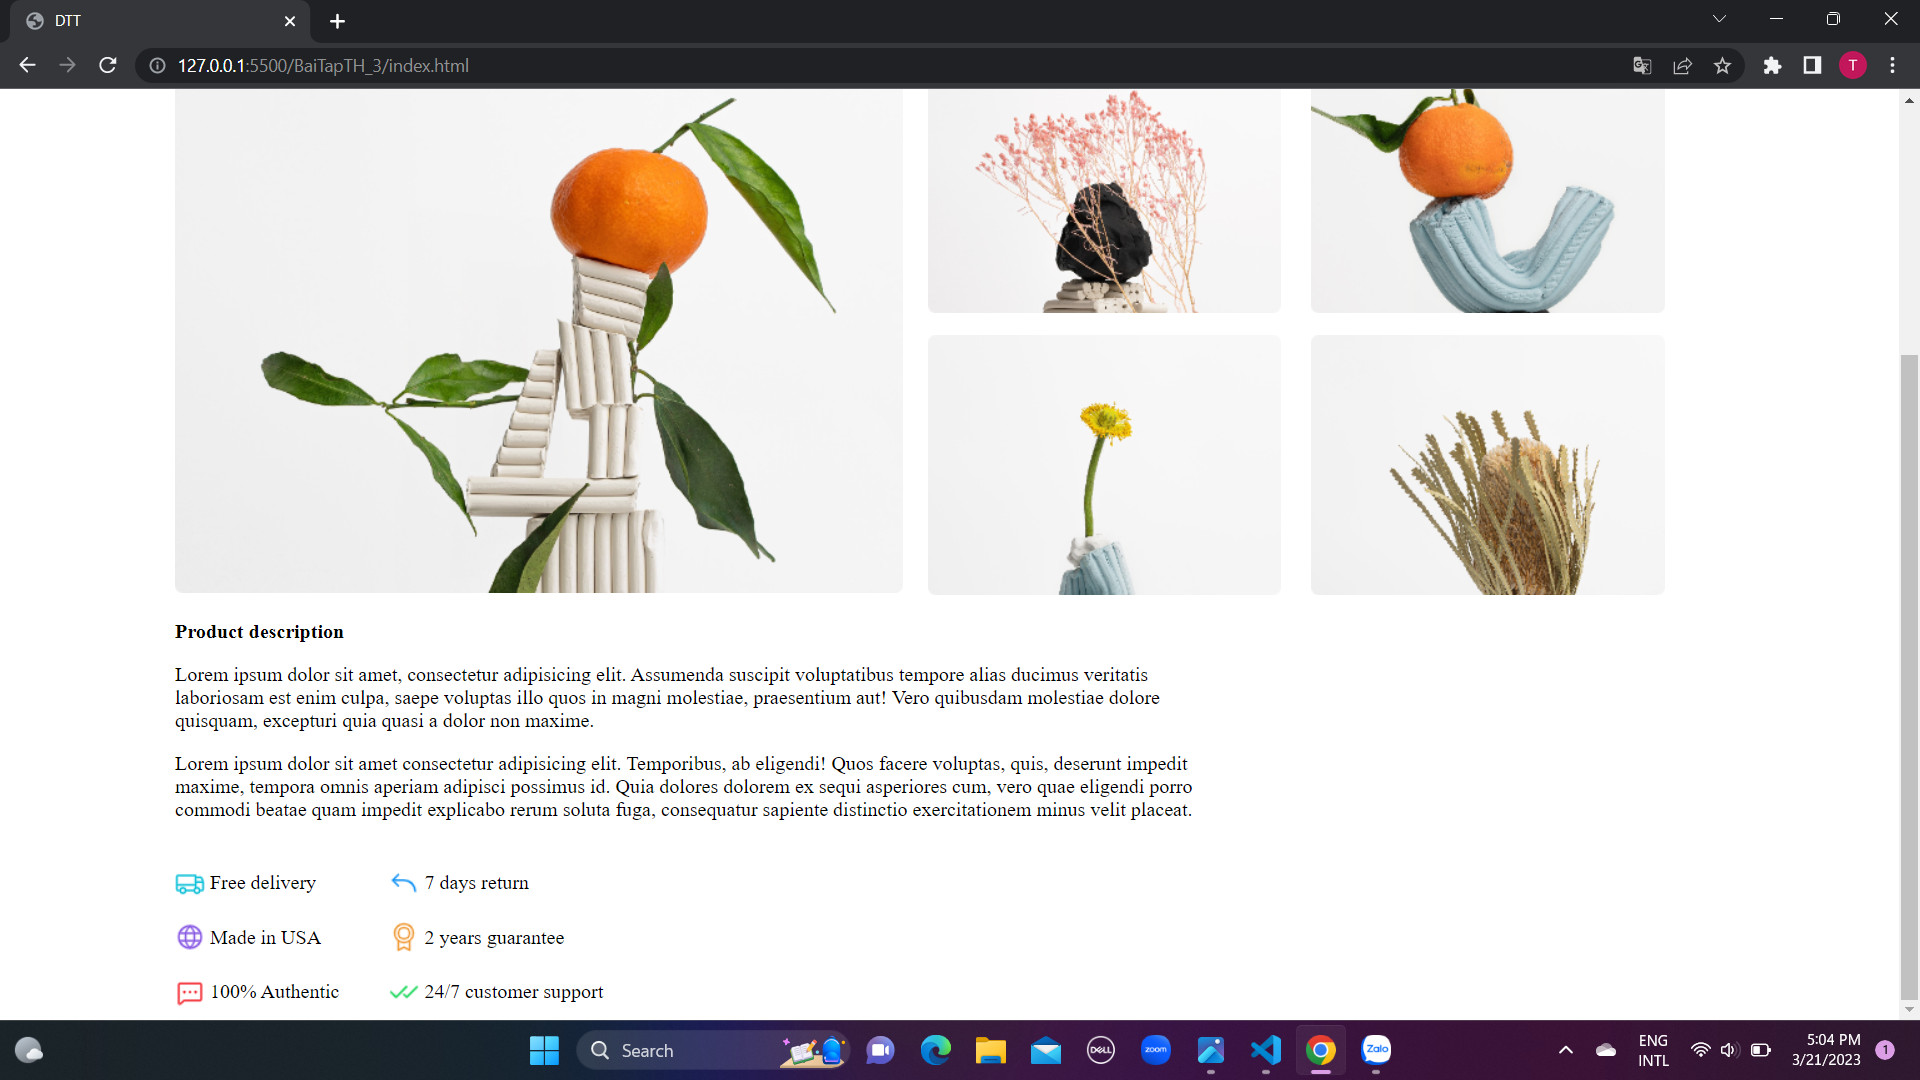 DTT
127.0.0.1:5500/BaiTapTH_3/index.html
T
Product description
Lorem ipsum dolor sit amet, consectetur adipisicing elit. Assumenda suscipit voluptatibus tempore alias ducimus veritatis
laboriosam est enim culpa, saepe voluptas illo quos in magni molestiae, praesentium aut! Vero quibusdam molestiae dolore
quisquam, excepturi quia quasi a dolor non maxime.
Lorem ipsum dolor sit amet consectetur adipisicing elit. Temporibus, ab eligendi! Quos facere voluptas, quis, deserunt impedit
maxime, tempora omnis aperiam adipisci possimus id. Quia dolores dolorem ex sequi asperiores cum, vero quae eligendi porro
commodi beatae quam impedit explicabo rerum soluta fuga, consequatur sapiente distinctio exercitationem minus velit placeat.
Free delivery 7 days return
Made in USA 2 years guarantee
100% Authentic 24/7 customer support
Search
DELL
zoom
Zalo
ENG
INTL
5:04 PM
3/21/2023
1